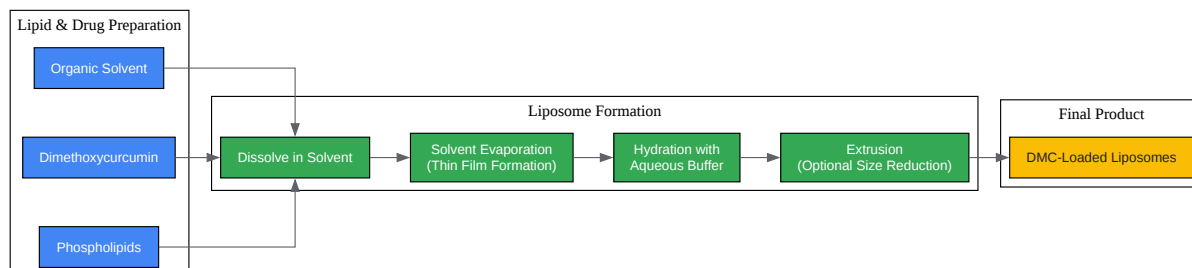 Lipid & Drug Preparation
Organic Solvent
Dimethoxycurcumin
Phospholipids
Liposome Formation
Dissolve in Solvent
Solvent Evaporation
(Thin Film Formation)
Hydration with
Aqueous Buffer
Extrusion
(Optional Size Reduction)
Final Product
DMC-Loaded Liposomes